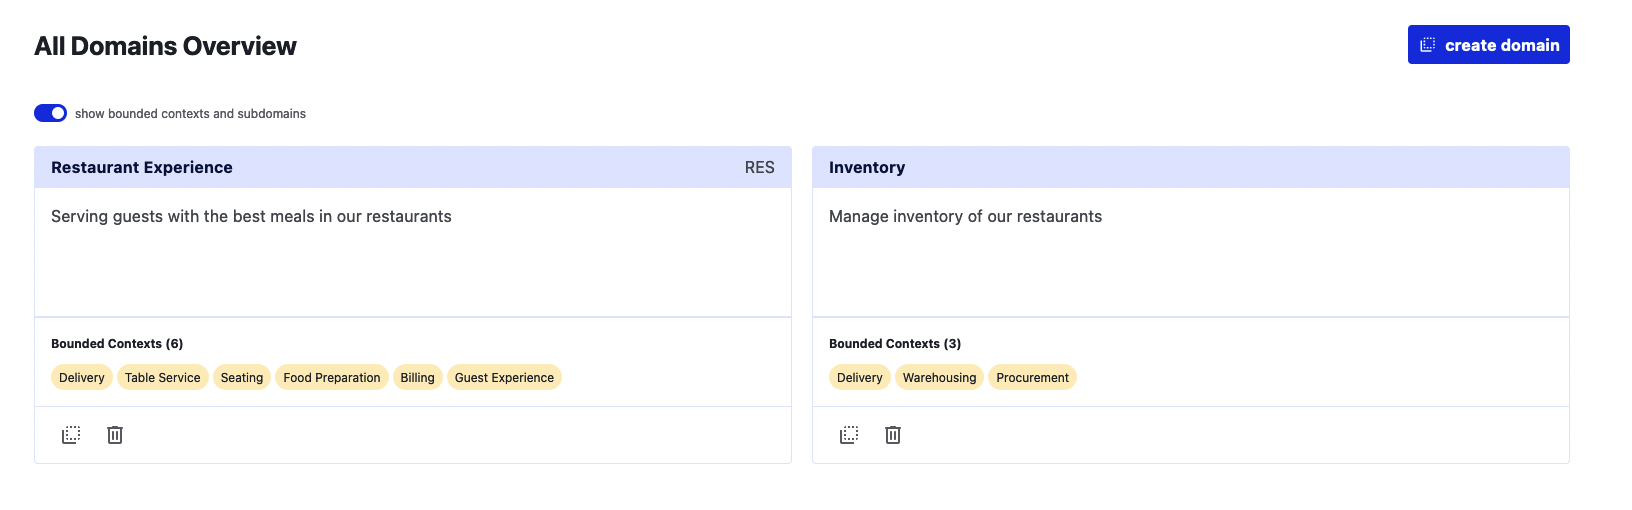 All Domains Overview
create domain
show bounded contexts and subdomains
Restaurant Experience RES
Serving guests with the best meals in our restaurants
Bounded Contexts (6)
Delivery Table Service Seating Food Preparation Billing Guest Experience
Inventory
Manage inventory of our restaurants
Bounded Contexts (3)
Delivery Warehousing Procurement